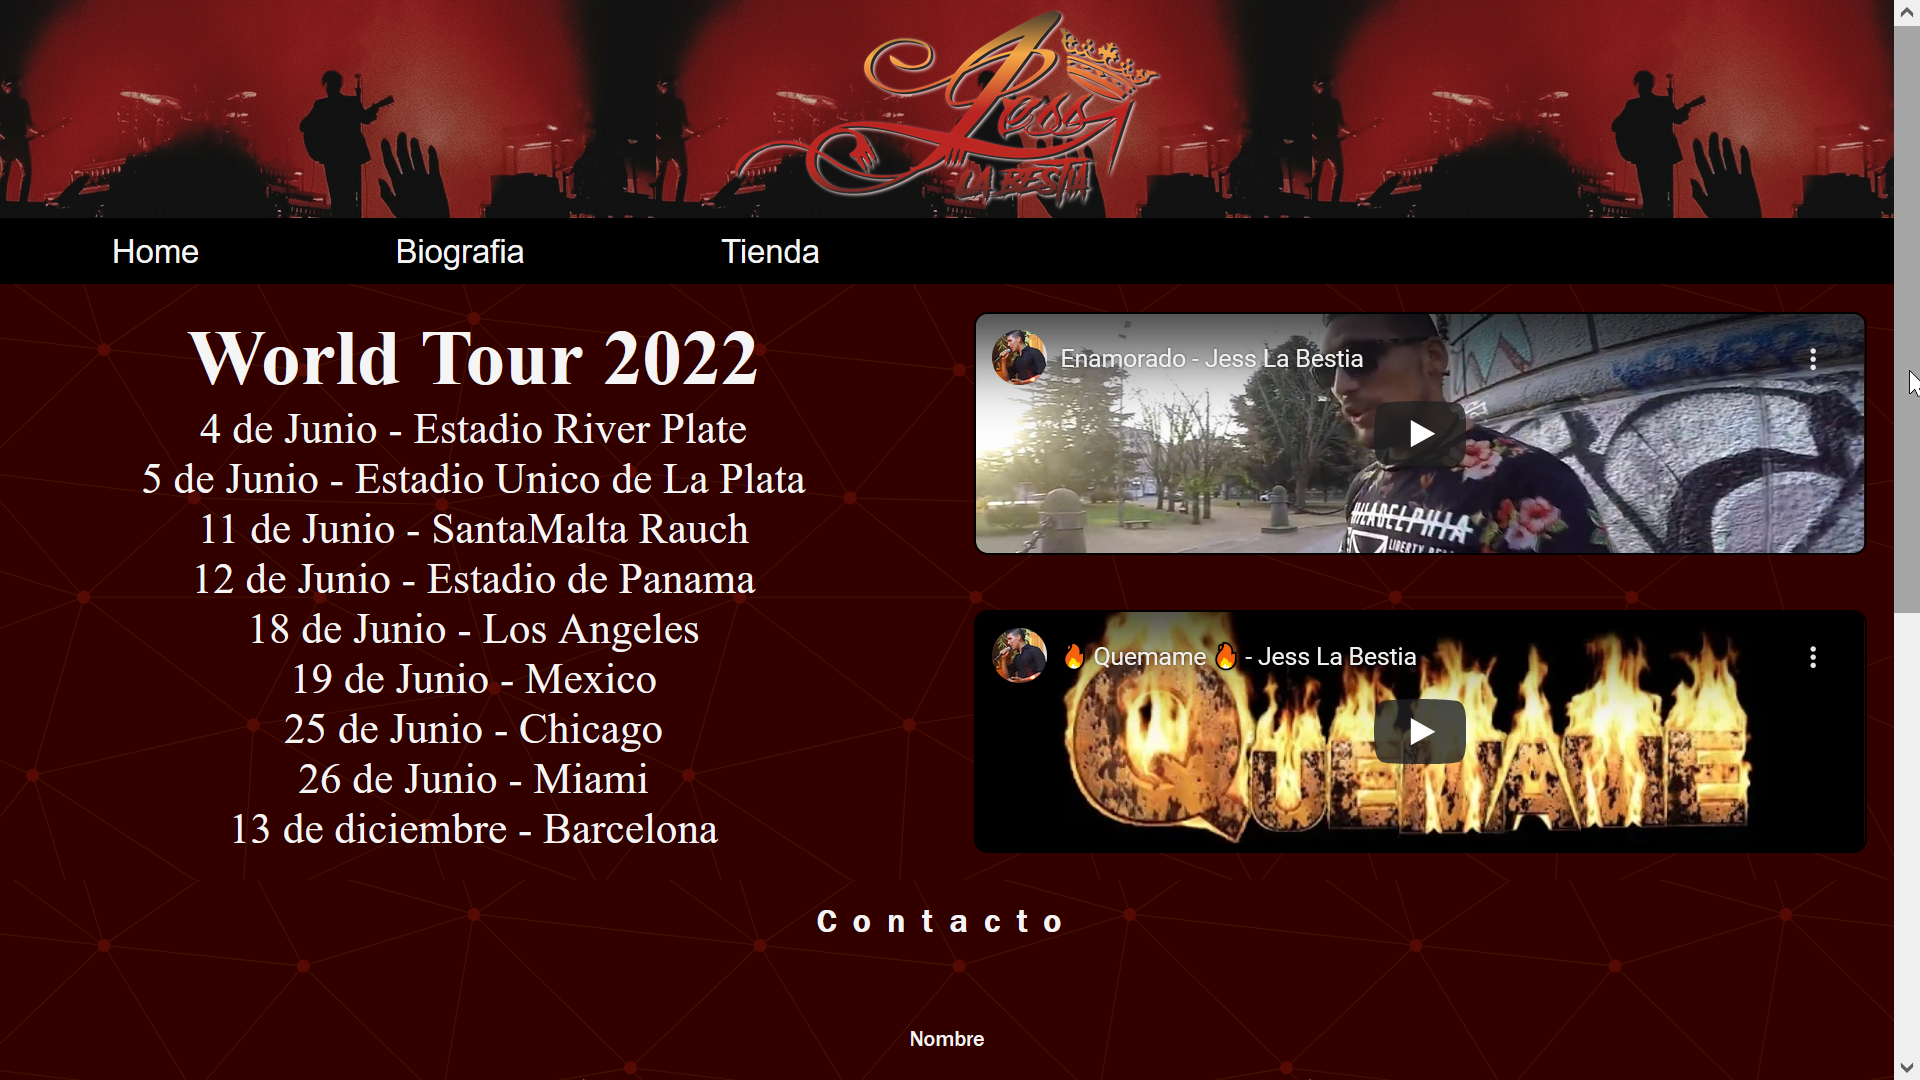 Jess
LA BESTIA
Home
Biografia
Tienda
World Tour 2022
4 de Junio - Estadio River Plate
5 de Junio - Estadio Unico de La Plata
11 de Junio - SantaMalta Rauch
12 de Junio - Estadio de Panama
18 de Junio - Los Angeles
19 de Junio - Mexico
25 de Junio - Chicago
26 de Junio - Miami
13 de diciembre - Barcelona
Enamorado - Jess La Bestia
🔥 Quemame 🔥 - Jess La Bestia
QUEMAME
Contacto
Nombre